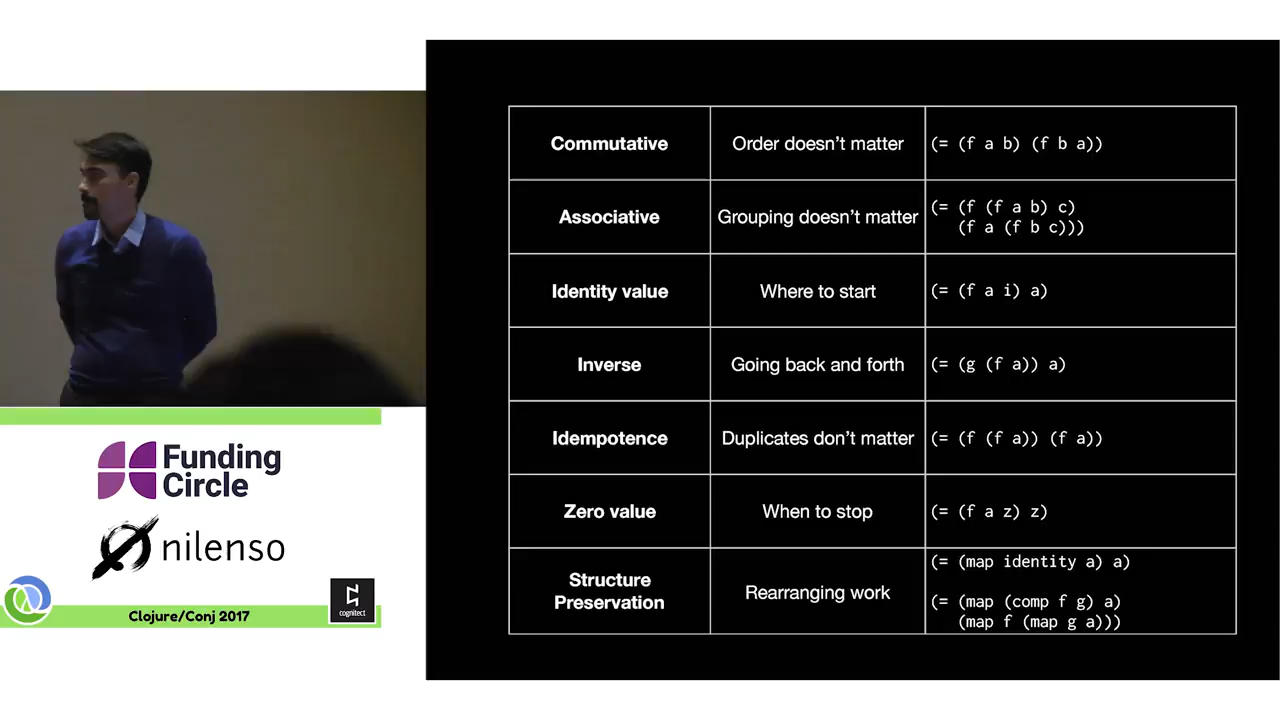 Commutative
Order doesn't matter
(= (f a b) (f b a))
Associative
Grouping doesn't matter
(= (f (f a b) c)
(f a (f b c)))
Identity value
Where to start
(= (f a i) a)
Inverse
Going back and forth
(= (g (f a)) a)
Idempotence
Duplicates don't matter
(= (f (f a)) (f a))
Zero value
When to stop
(= (f a z) z)
Structure
Preservation
Rearranging work
(= (map identity a) a)
(= (map (comp f g) a)
(map f (map g a)))
Funding
Circle
nilenso
Clojure/Conj 2017
cognitect